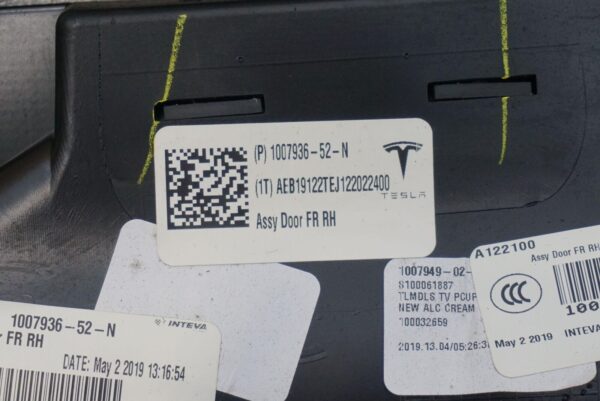 (P) 1007936-52-N
(1T) AEB19122TEJ122022400
TESLA
Assy Door FR RH
1007936-52-N
INTEVA
FR RH
DATE: May 2 2019 13:16:54
1007949-02-
S100061887
TLMDLS TV PCUP
NEW ALC CREAM
100032659
2019.13.04/05:26:3
A122100
Assy Door FR RH
CCC
100
May 2 2019 INTEVA